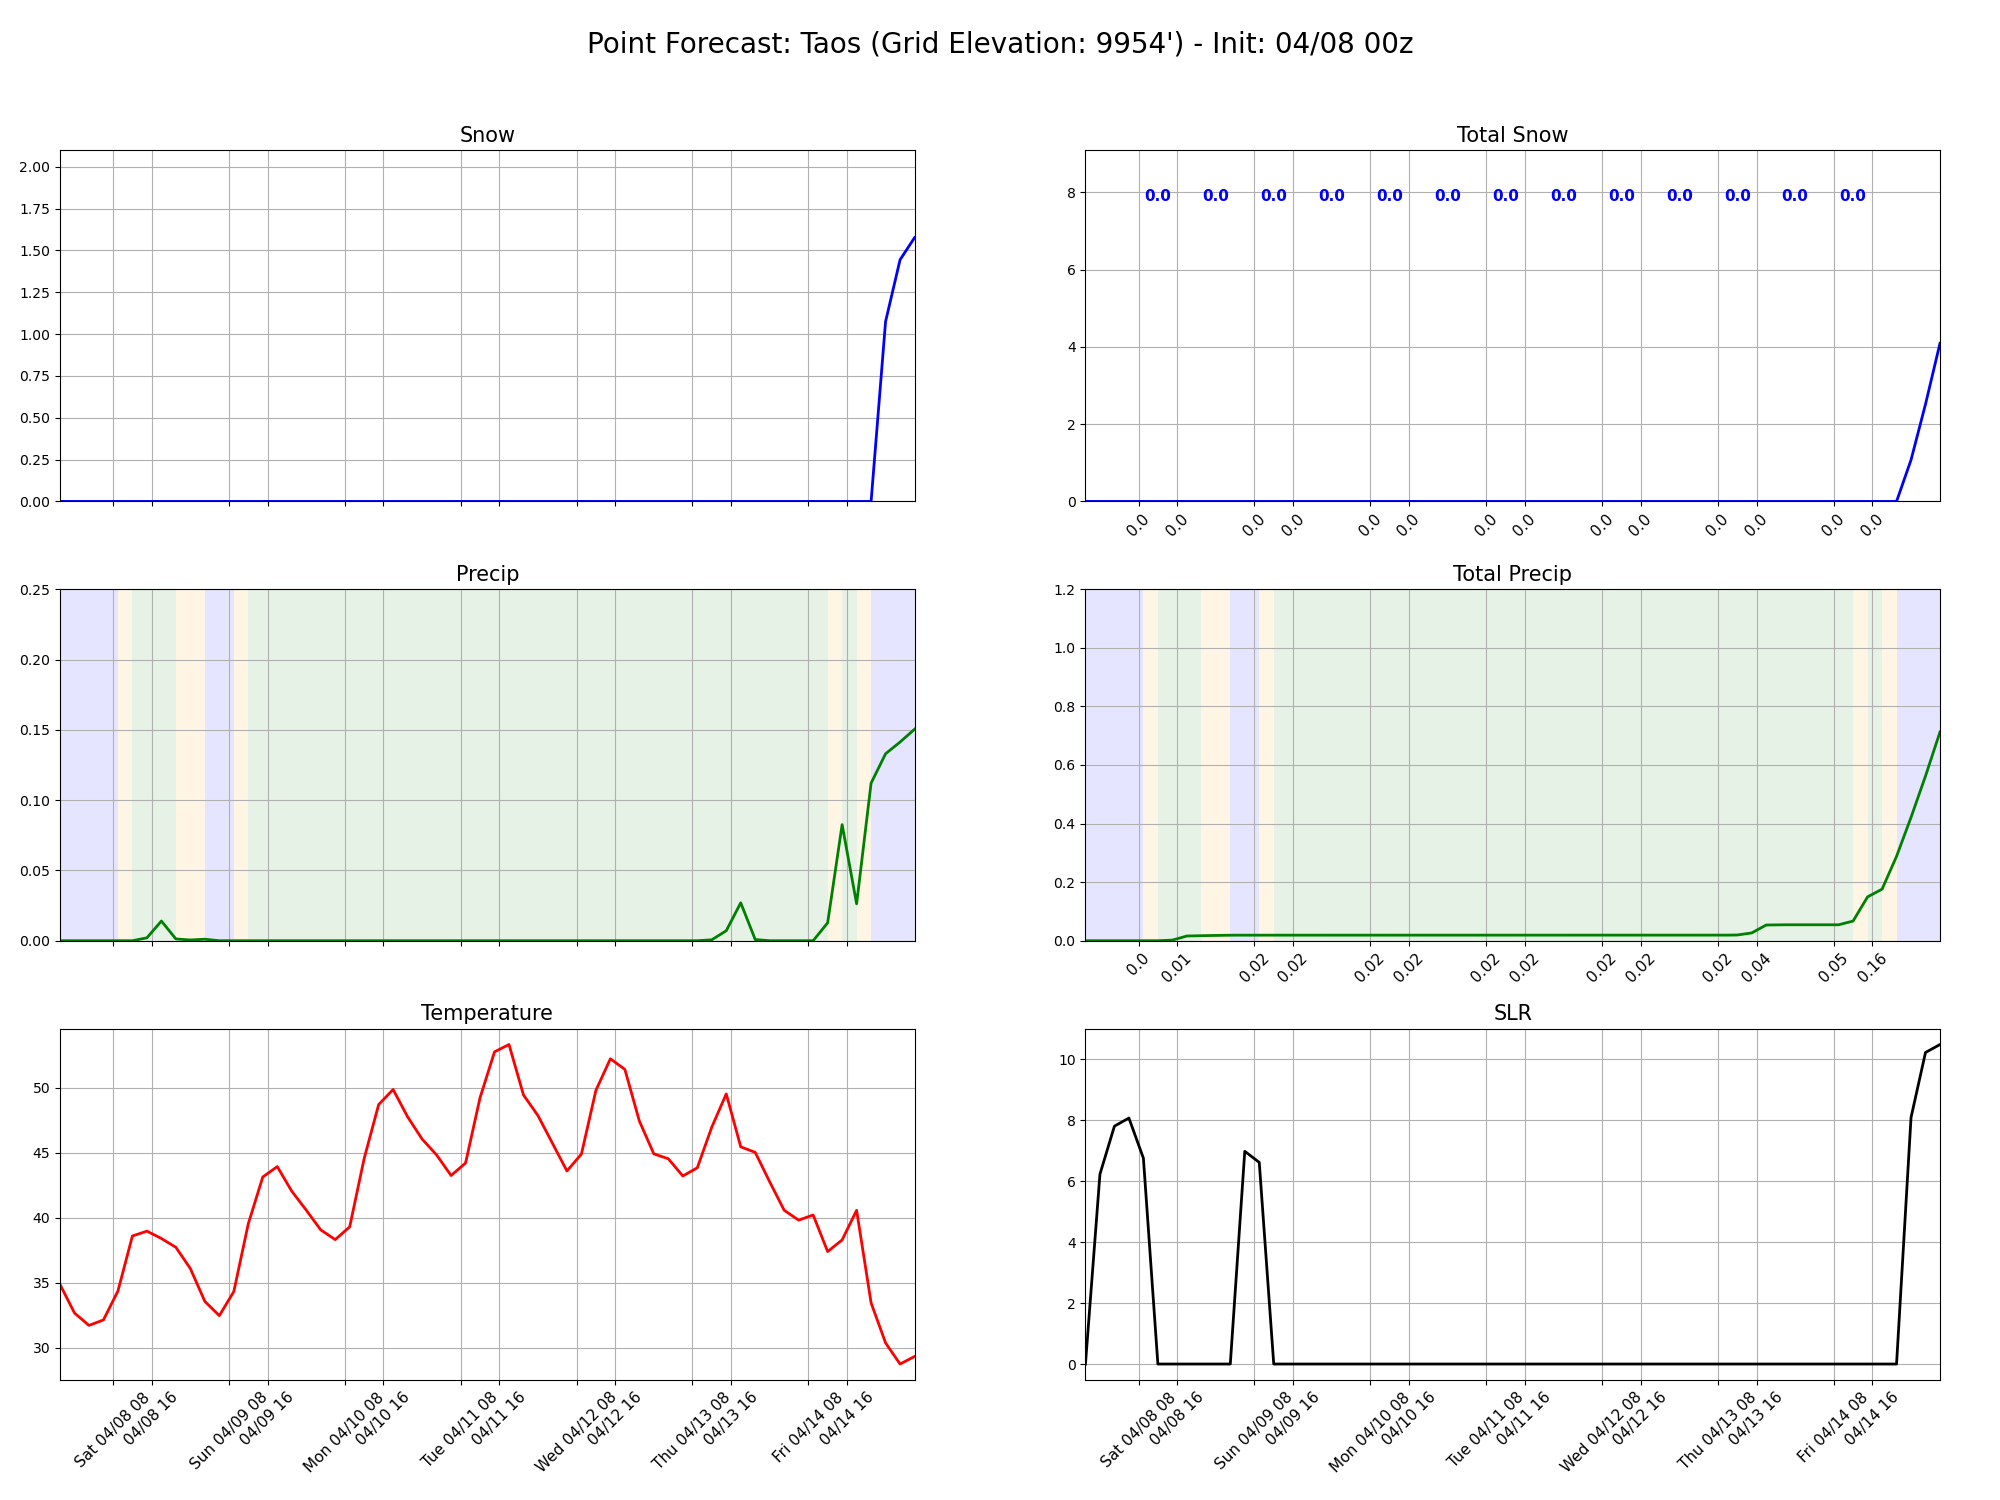 Point Forecast: Taos (Grid Elevation: 9954') - Init: 04/08 00z
Snow
2.00
1.75
1.50
1.25
1.00
0.75
0.50
0.25
0.00
Total Snow
8
6
4
2
0
0.0 0.0 0.0 0.0 0.0 0.0 0.0 0.0 0.0 0.0 0.0 0.0 0.0
0.0 0.0 0.0 0.0 0.0 0.0 0.0 0.0 0.0 0.0 0.0 0.0 0.0 0.0
Precip
0.25
0.20
0.15
0.10
0.05
0.00
Total Precip
1.2
1.0
0.8
0.6
0.4
0.2
0.0
0.0 0.01 0.02 0.02 0.02 0.02 0.02 0.02 0.02 0.02 0.02 0.04 0.05 0.16
Temperature
50
45
40
35
30
Sat 04/08 08
04/08 16
Sun 04/09 08
04/09 16
Mon 04/10 08
04/10 16
Tue 04/11 08
04/11 16
Wed 04/12 08
04/12 16
Thu 04/13 08
04/13 16
Fri 04/14 08
04/14 16
SLR
10
8
6
4
2
0
Sat 04/08 08
04/08 16
Sun 04/09 08
04/09 16
Mon 04/10 08
04/10 16
Tue 04/11 08
04/11 16
Wed 04/12 08
04/12 16
Thu 04/13 08
04/13 16
Fri 04/14 08
04/14 16